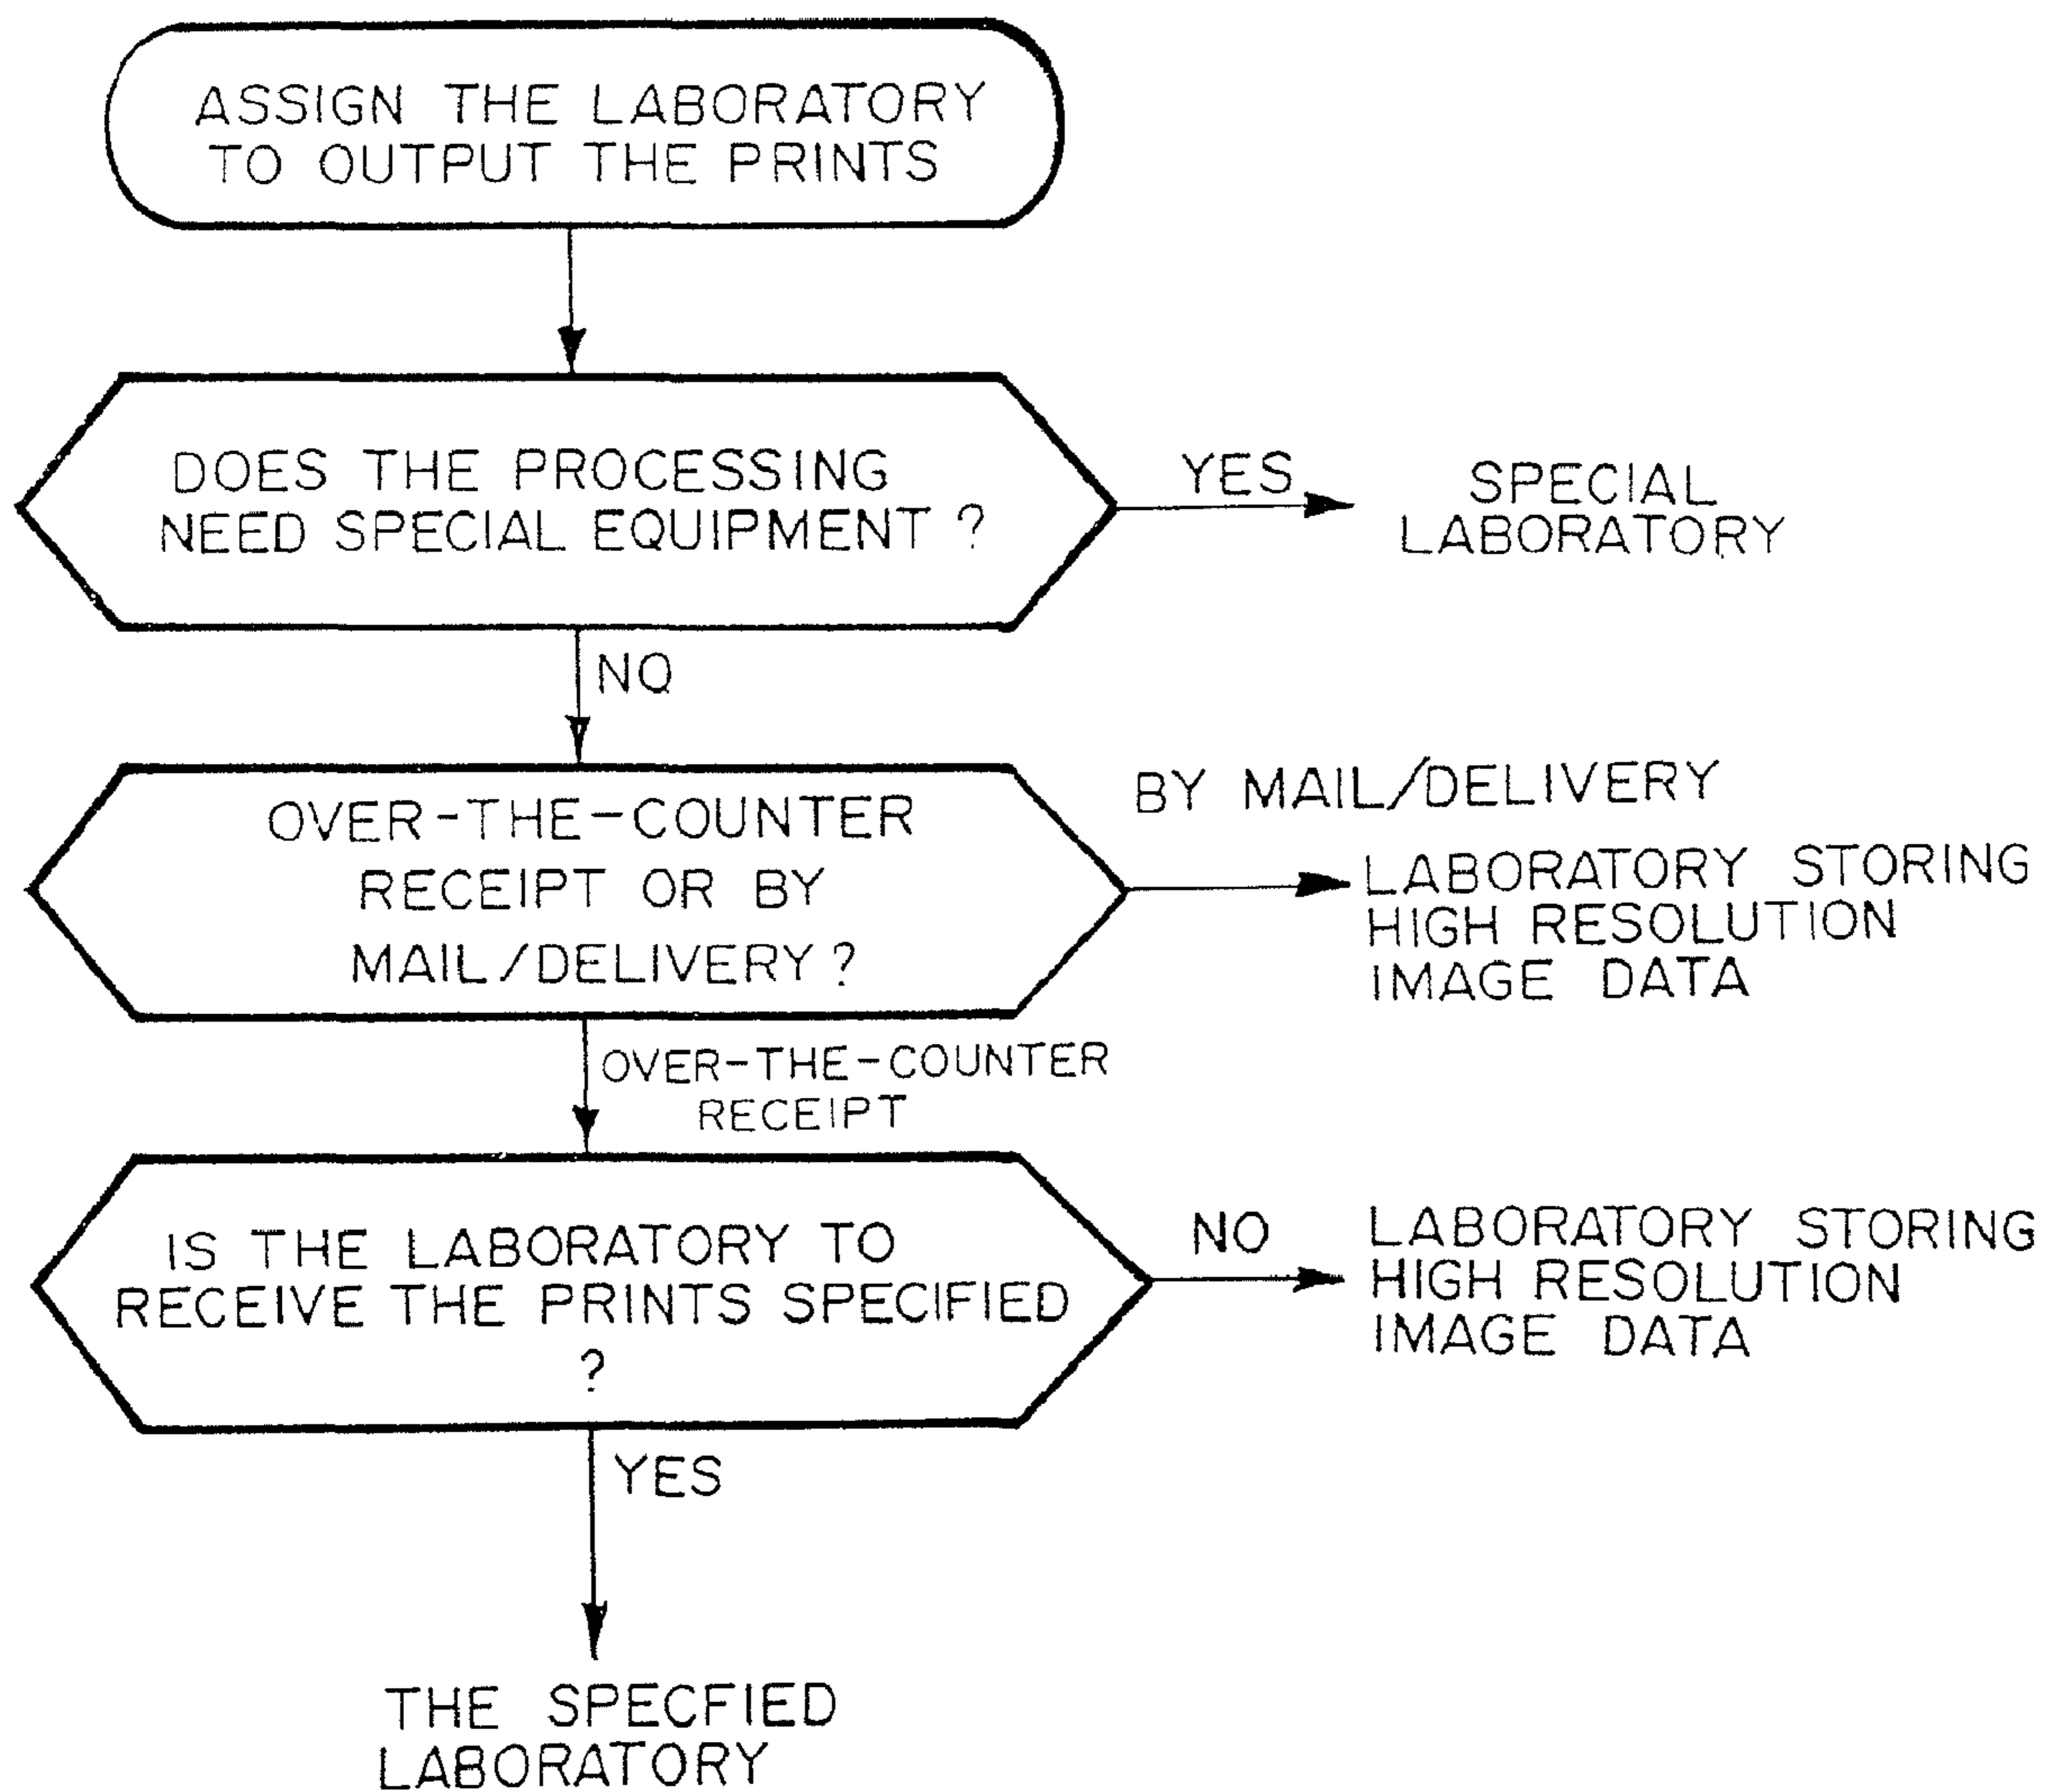 ASSIGN THE LABORATORY
TO OUTPUT THE PRINTS
DOES THE PROCESSING
NEED SPECIAL EQUIPMENT ?
YES
SPECIAL
LABORATORY
NO
OVER-THE-COUNTER
RECEIPT OR BY
MAIL/DELIVERY ?
BY MAIL/DELIVERY
LABORATORY STORING
HIGH RESOLUTION
IMAGE DATA
OVER-THE-COUNTER
RECEIPT
IS THE LABORATORY TO
RECEIVE THE PRINTS SPECIFIED
?
NO
LABORATORY STORING
HIGH RESOLUTION
IMAGE DATA
YES
THE SPECFIED
LABORATORY